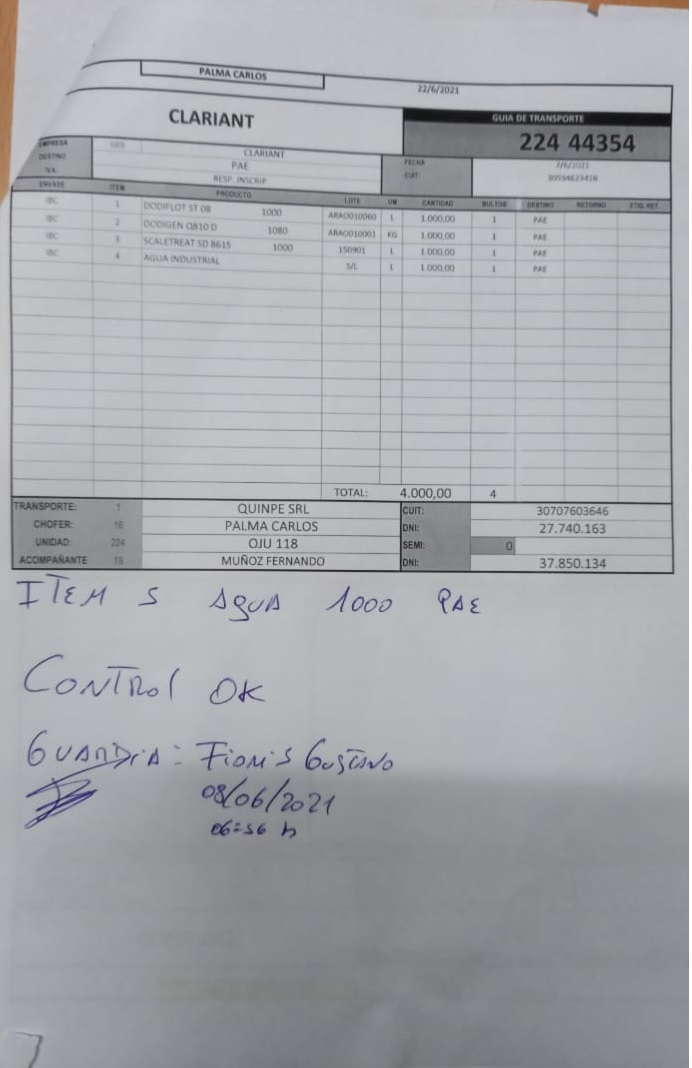 PALMA CARLOS
22/6/2021
CLARIANT
GUIA DE TRANSPORTE
224 44354
EMPRESA CLARIANT
DESTINO PAE FECHA 7/6/2021
IVA: RESP. INSCRIP CUIT:
ENVASE ITEM PRODUCTO LOTE UM CANTIDAD BULTOS DESTINO RETORNO ETIQ. RET.
IBC 1 DODIFLOT ST 08 1000 ARAO010060 L 1.000,00 1 PAE
IBC 2 DODIGEN Q810 D 1080 ARAO010001 KG 1.000,00 1 PAE
IBC 3 SCALETREAT SD 8615 1000 150901 L 1.000,00 1 PAE
IBC 4 AGUA INDUSTRIAL S/L L 1.000,00 1 PAE
TOTAL: 4.000,00 4
TRANSPORTE: 1 QUINPE SRL CUIT: 30707603646
CHOFER: 16 PALMA CARLOS DNI: 27.740.163
UNIDAD: 224 OJU 118 SEMI: 0
ACOMPAÑANTE 19 MUÑOZ FERNANDO DNI: 37.850.134
ITEM 5 AGUA 1000 PAE
CONTROL OK
GUARDIA: Gustavo
08/06/2021
06:56 h